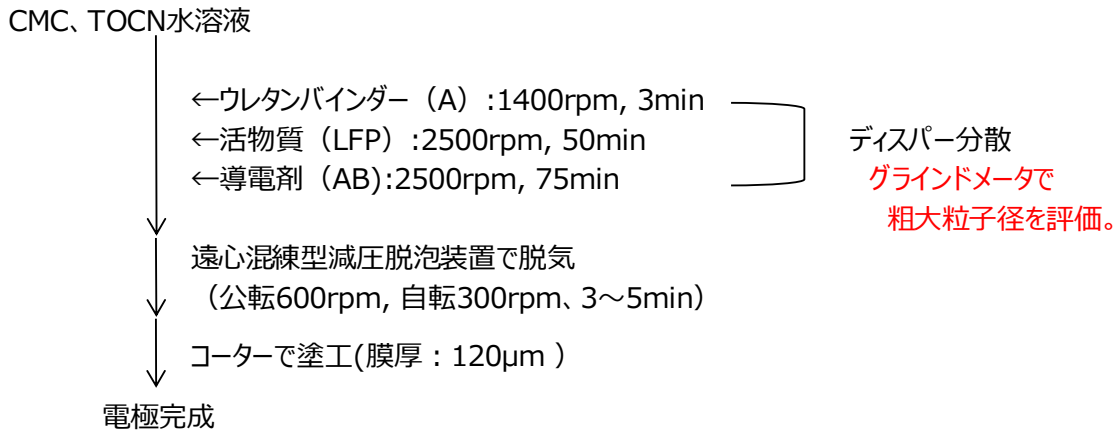 CMC、TOCN水溶液
←ウレタンバインダー（A）:1400rpm, 3min
←活物質（LFP）:2500rpm, 50min
←導電剤（AB):2500rpm, 75min
ディスパー分散
グラインドメータで
粗大粒子径を評価。
遠心混練型減圧脱泡装置で脱気
（公転600rpm, 自転300rpm、3～5min）
コーターで塗工(膜厚：120μm ）
電極完成